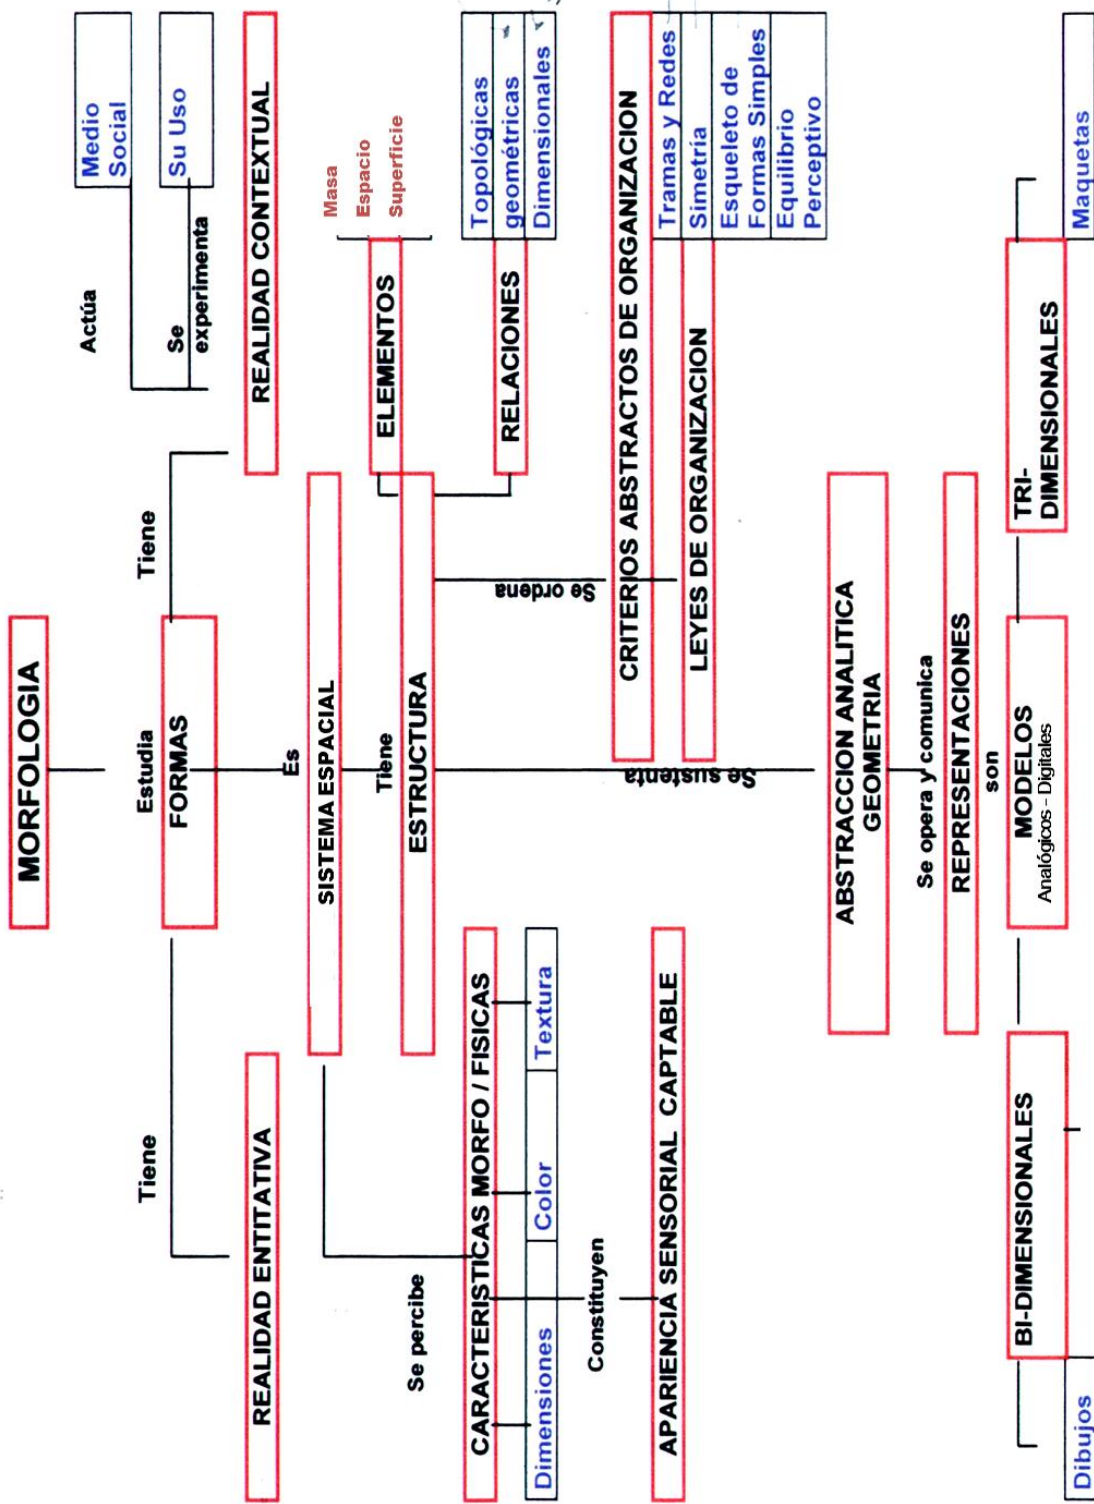 MORFOLOGIA
Estudia
FORMAS
Tiene
Tiene
Actúa
Medio
Social
Se
experimenta
Su Uso
REALIDAD ENTITATIVA
REALIDAD CONTEXTUAL
Es
SISTEMA ESPACIAL
Tiene
ESTRUCTURA
ELEMENTOS
Masa
Espacio
Superficie
RELACIONES
Topológicas
geométricas
Dimensionales
Se percibe
CARACTERISTICAS MORFO / FISICAS
Dimensiones
Color
Textura
Constituyen
APARIENCIA SENSORIAL CAPTABLE
Se ordena
CRITERIOS ABSTRACTOS DE ORGANIZACION
LEYES DE ORGANIZACION
Tramas y Redes
Simetría
Esqueleto de
Formas Simples
Equilibrio
Perceptivo
Se sustenta
ABSTRACCION ANALITICA
GEOMETRIA
Se opera y comunica
REPRESENTACIONES
son
BI-DIMENSIONALES
MODELOS
Analógicos – Digitales
TRI-
DIMENSIONALES
Dibujos
Maquetas